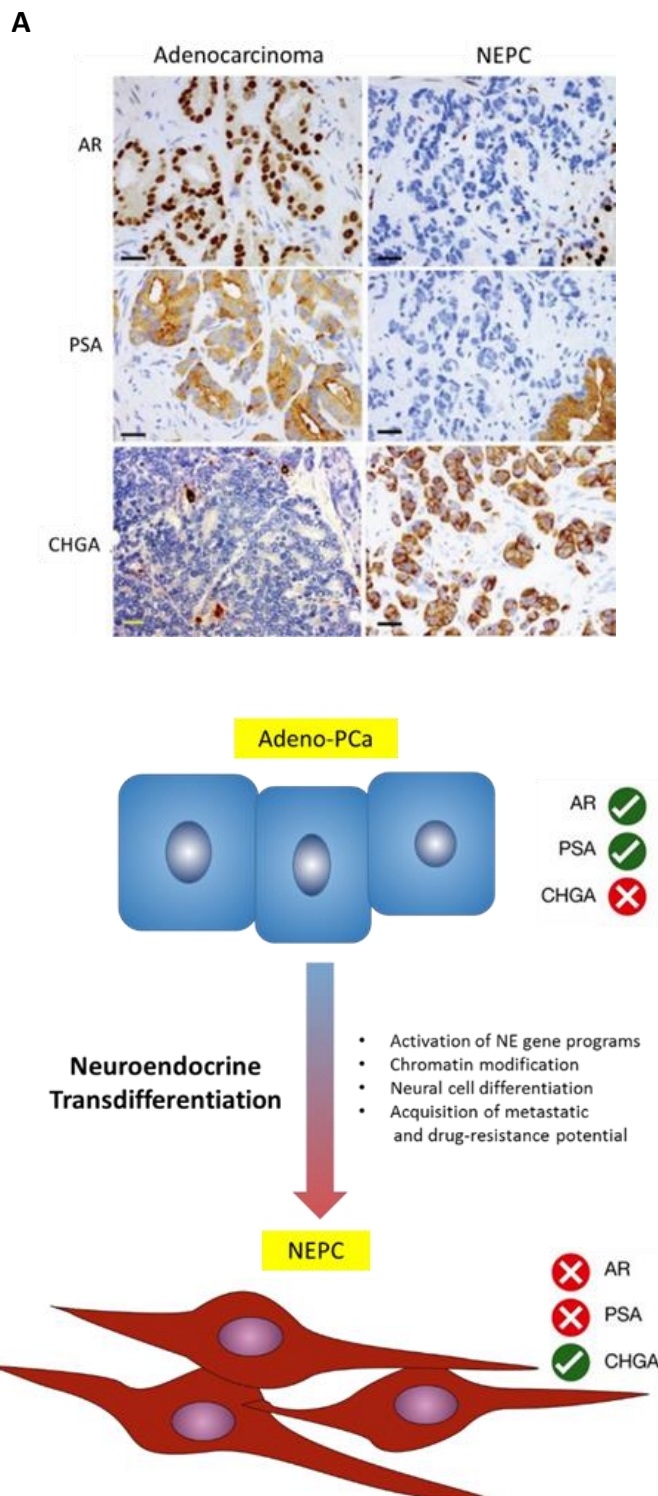 A
Adenocarcinoma
NEPC
AR
PSA
CHGA
Adeno-PCa
AR
PSA
CHGA
Neuroendocrine
Transdifferentiation
• Activation of NE gene programs
• Chromatin modification
• Neural cell differentiation
• Acquisition of metastatic
and drug-resistance potential
NEPC
AR
PSA
CHGA